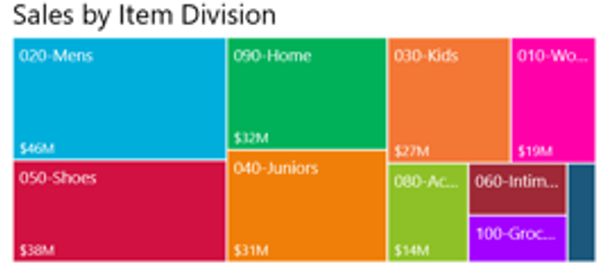 Sales by Item Division
020-Mens
$46M
050-Shoes
$38M
090-Home
$32M
040-Juniors
$31M
030-Kids
$27M
010-Wo...
$19M
080-Ac...
$14M
060-Intim...
100-Groc...